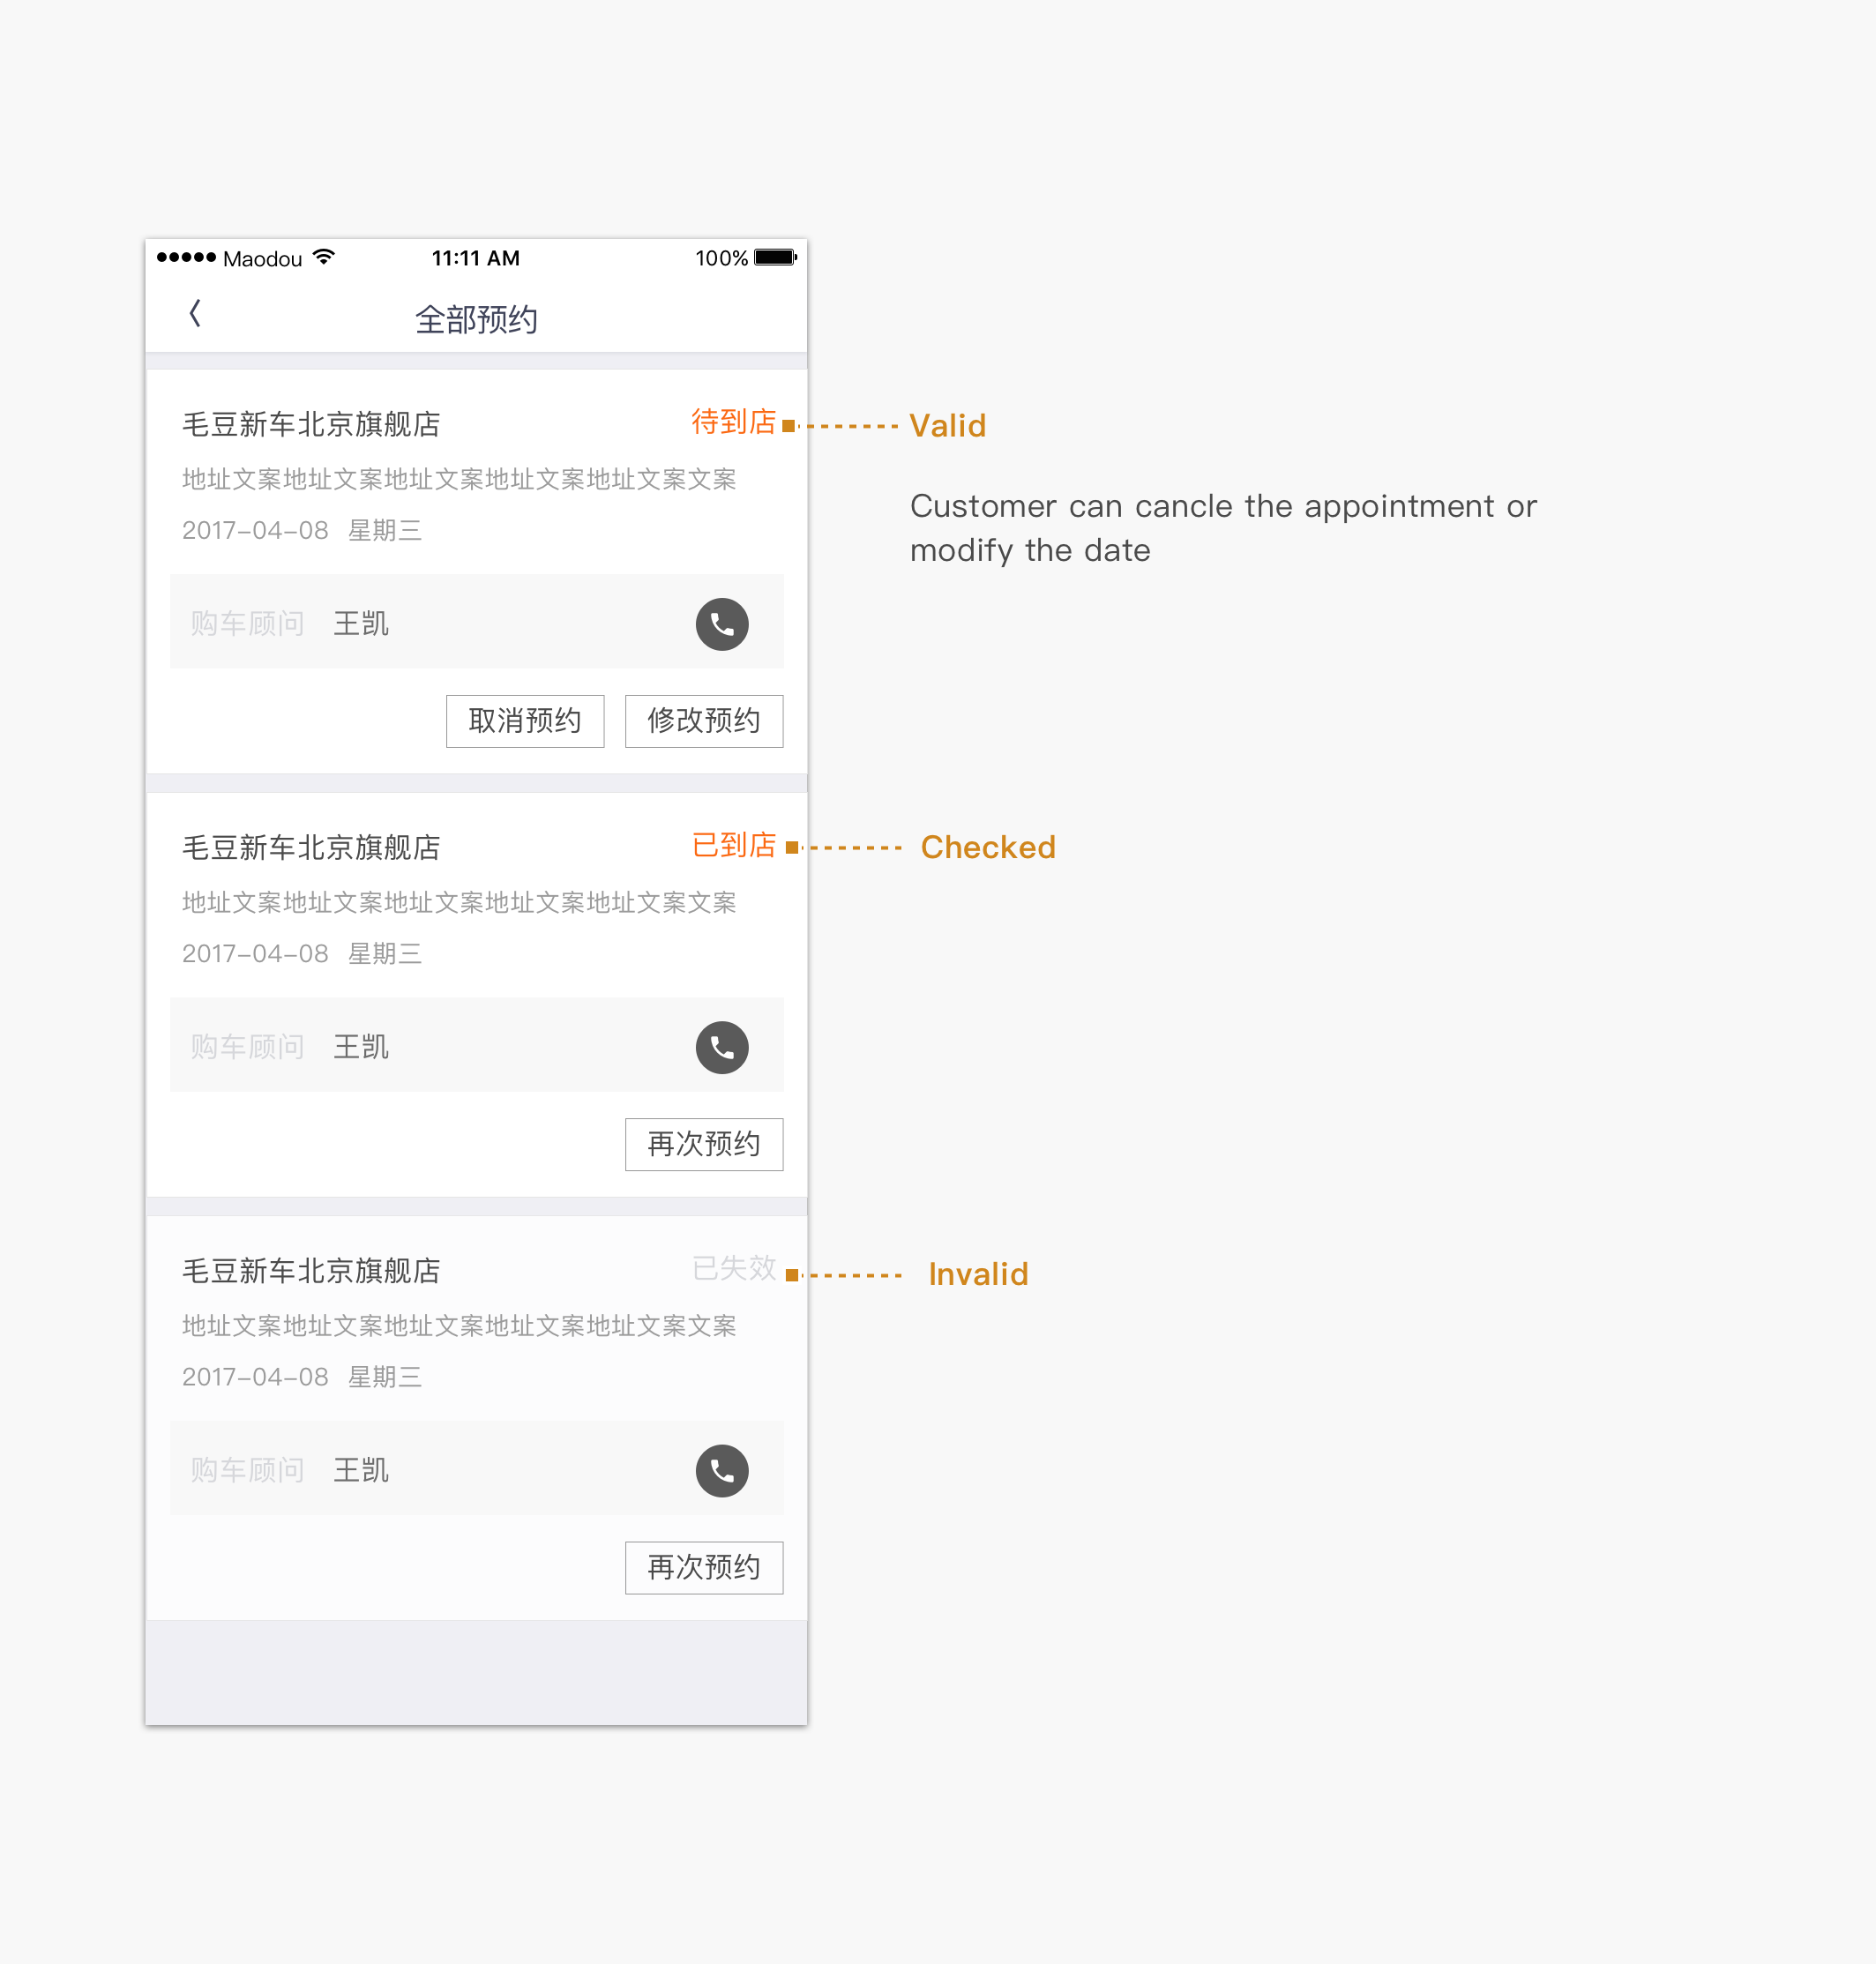 Maodou 11:11 AM 100%
全部预约
毛豆新车北京旗舰店 待到店 Valid
地址文案地址文案地址文案地址文案地址文案文案
2017-04-08 星期三
Customer can cancle the appointment or
modify the date
购车顾问 王凯
取消预约 修改预约
毛豆新车北京旗舰店 已到店 Checked
地址文案地址文案地址文案地址文案地址文案文案
2017-04-08 星期三
购车顾问 王凯
再次预约
毛豆新车北京旗舰店 已失效 Invalid
地址文案地址文案地址文案地址文案地址文案文案
2017-04-08 星期三
购车顾问 王凯
再次预约